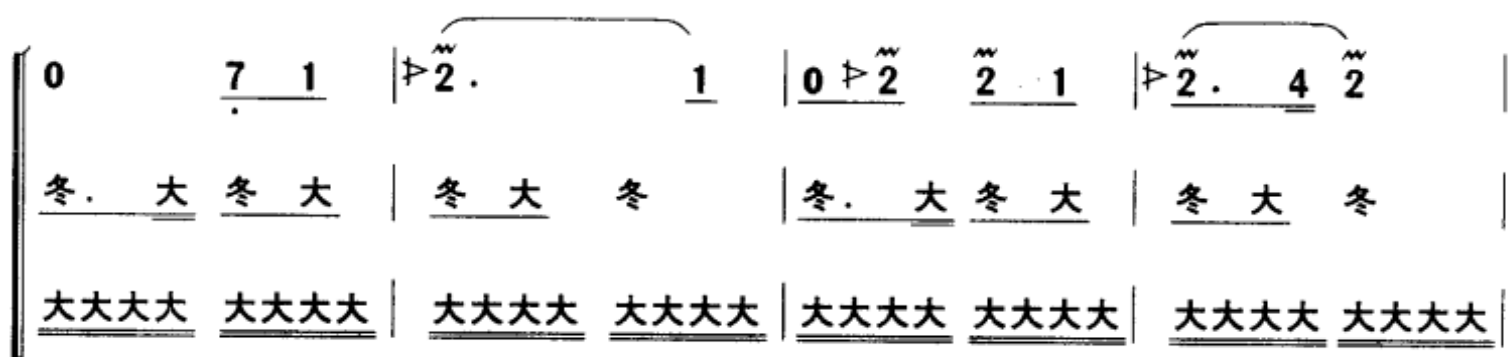 0 7 1 | 2 . 1 | 0 2 2 1 | 2 . 4 2 |
冬 . 大 冬 大 | 冬 大 冬 | 冬 . 大 冬 大 | 冬 大 冬 |
大大大大 大大大大 | 大大大大 大大大大 | 大大大大 大大大大 | 大大大大 大大大大 |